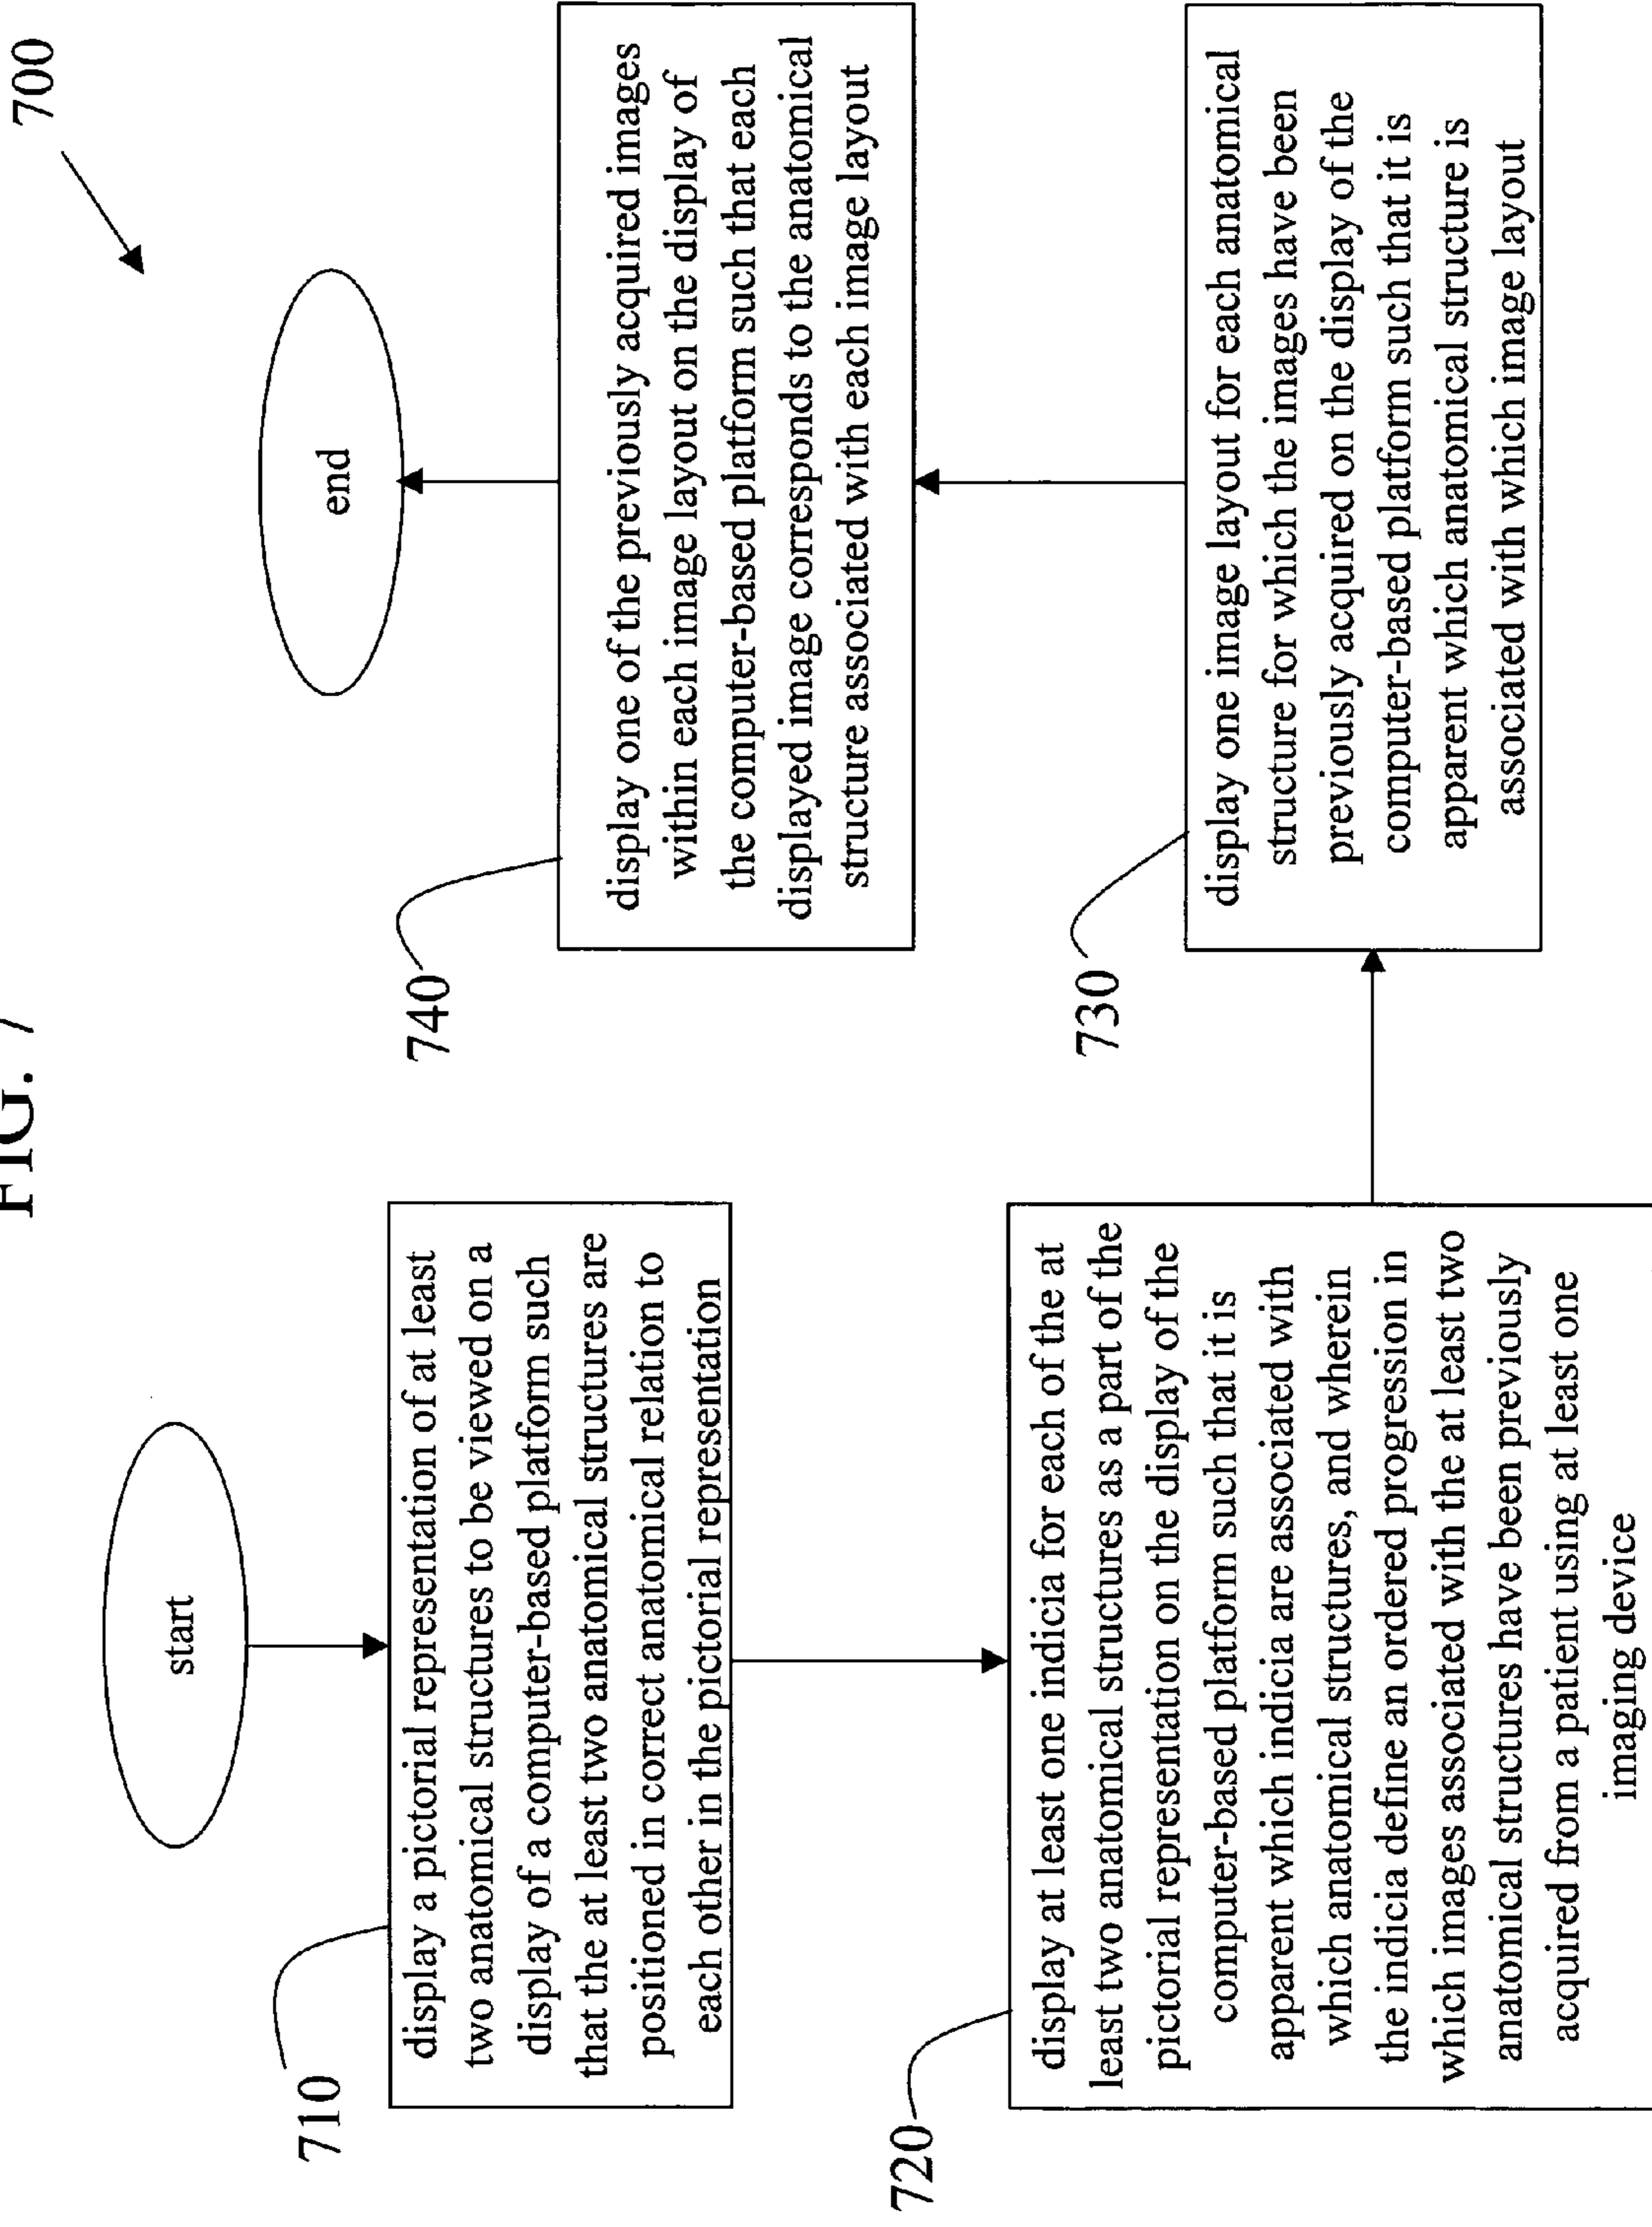 FIG. 7
700
start
710
display a pictorial representation of at least
two anatomical structures to be viewed on a
display of a computer-based platform such
that the at least two anatomical structures are
positioned in correct anatomical relation to
each other in the pictorial representation
720
display at least one indicia for each of the at
least two anatomical structures as a part of the
pictorial representation on the display of the
computer-based platform such that it is
apparent which indicia are associated with
which anatomical structures, and wherein
the indicia define an ordered progression in
which images associated with the at least two
anatomical structures have been previously
acquired from a patient using at least one
imaging device
730
display one image layout for each anatomical
structure for which the images have been
previously acquired on the display of the
computer-based platform such that it is
apparent which anatomical structure is
associated with which image layout
740
display one of the previously acquired images
within each image layout on the display of
the computer-based platform such that each
displayed image corresponds to the anatomical
structure associated with each image layout
end